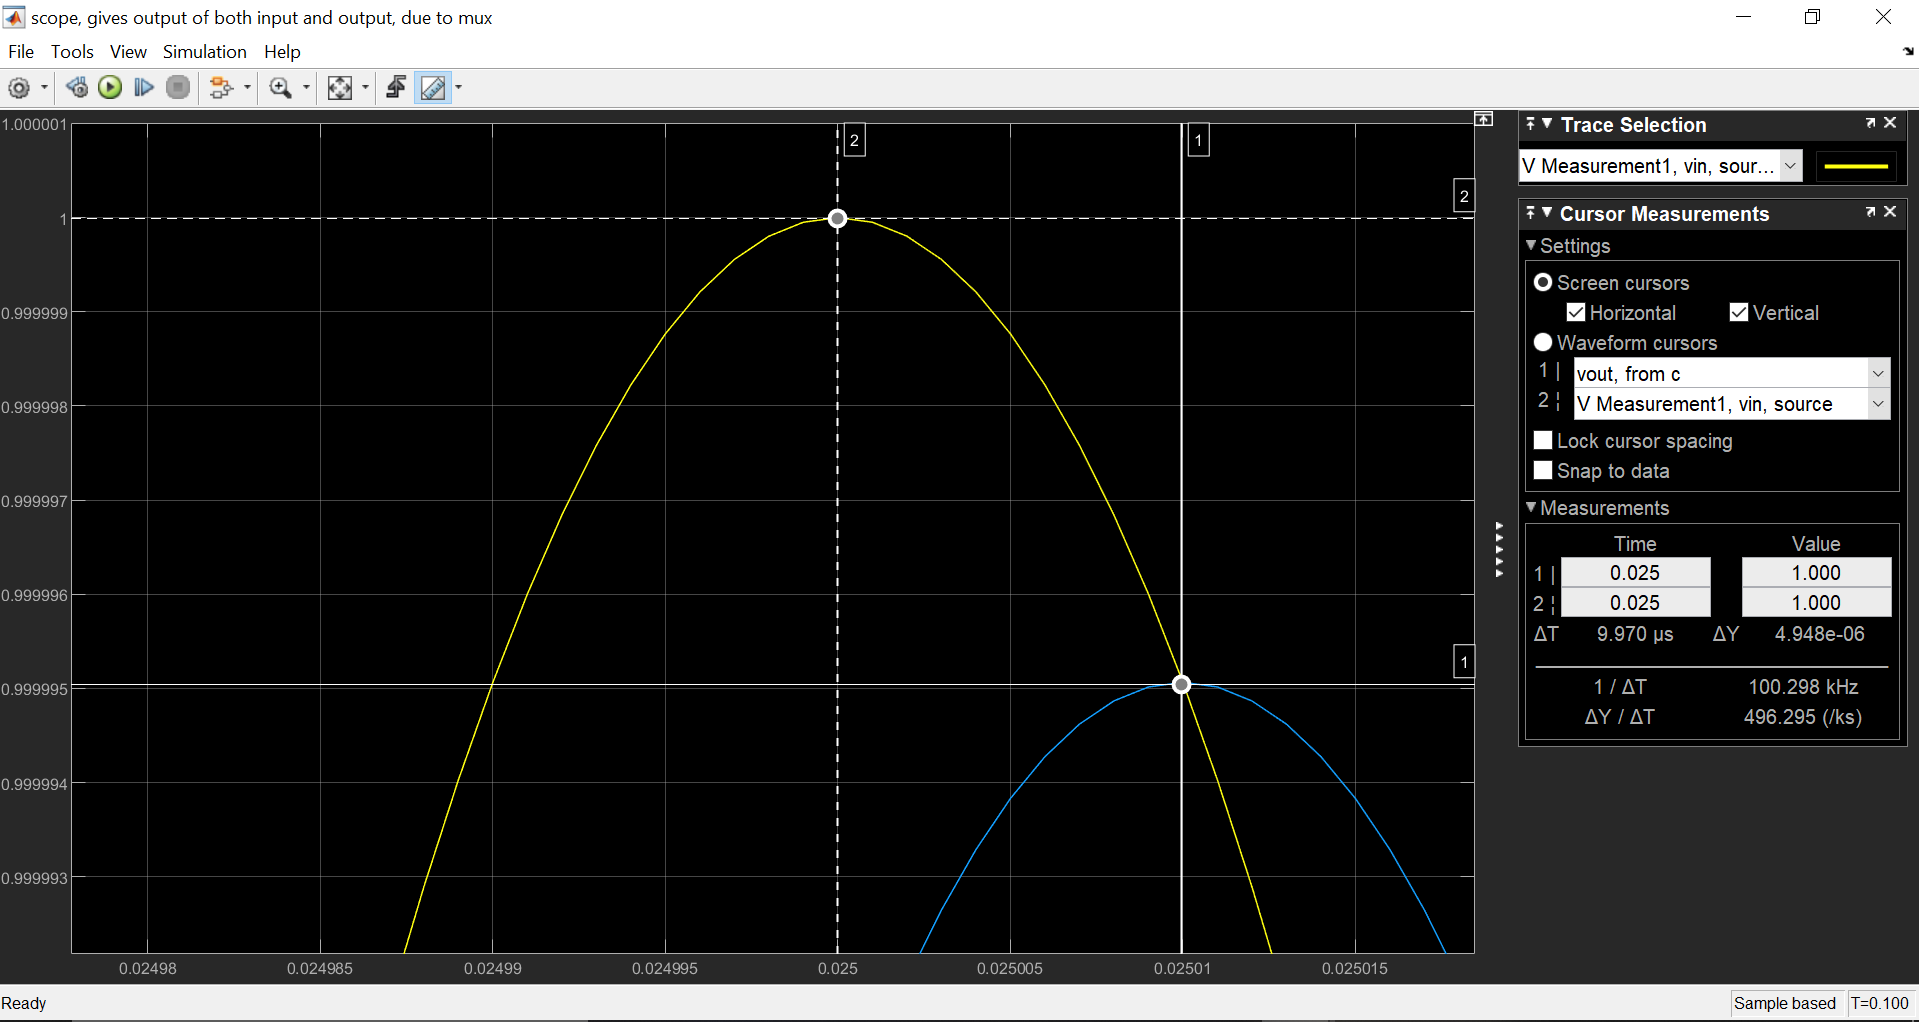 scope, gives output of both input and output, due to mux
File Tools View Simulation Help
1.000001
1
0.999999
0.999998
0.999997
0.999996
0.999995
0.999994
0.999993
2
1
2
1
0.02498
0.024985
0.02499
0.024995
0.025
0.025005
0.02501
0.025015
Trace Selection
V Measurement1, vin, sour...
Cursor Measurements
Settings
Screen cursors
Horizontal Vertical
Waveform cursors
1 | vout, from c
2 ¦ V Measurement1, vin, source
Lock cursor spacing
Snap to data
Measurements
Time Value
1 | 0.025 1.000
2 ¦ 0.025 1.000
ΔT 9.970 µs ΔY 4.948e-06
1 / ΔT 100.298 kHz
ΔY / ΔT 496.295 (/ks)
Ready
Sample based T=0.100